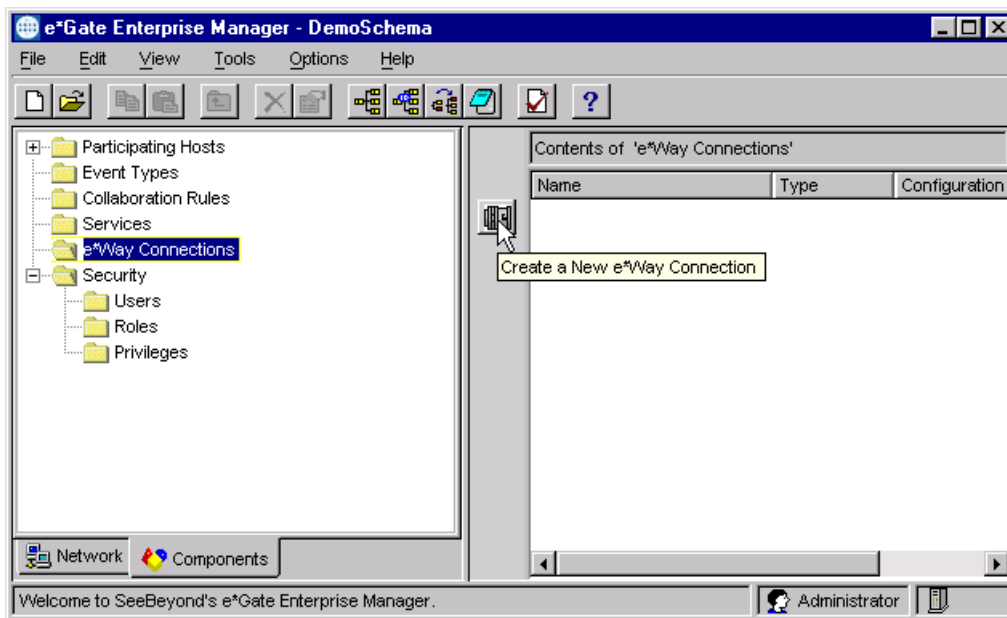 e*Gate Enterprise Manager - DemoSchema
File Edit View Tools Options Help
?
Participating Hosts
Event Types
Collaboration Rules
Services
e*Way Connections
Security
Users
Roles
Privileges
Contents of 'e*Way Connections'
Name Type Configuration
Create a New e*Way Connection
Network Components
Welcome to SeeBeyond's e*Gate Enterprise Manager. Administrator